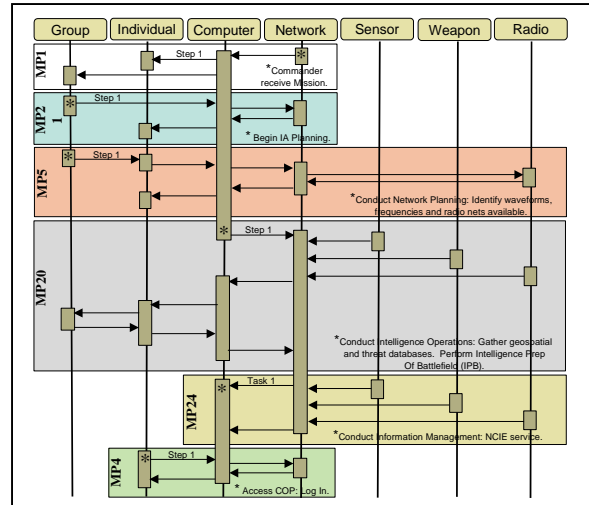 Group Individual Computer Network Sensor Weapon Radio
MP1
Step 1
*
*Commander
receive Mission.
MP2
1
*
Step 1
* Begin IA Planning.
MP5
*
Step 1
*Conduct Network Planning: Identify waveforms,
frequencies and radio nets available.
MP20
*
Step 1
*Conduct Intelligence Operations: Gather geospatial
and threat databases. Perform Intelligence Prep
Of Battlefield (IPB).
MP24
*
Task 1
*Conduct Information Management: NCIE service.
MP4
*
Step 1
* Access COP: Log In.